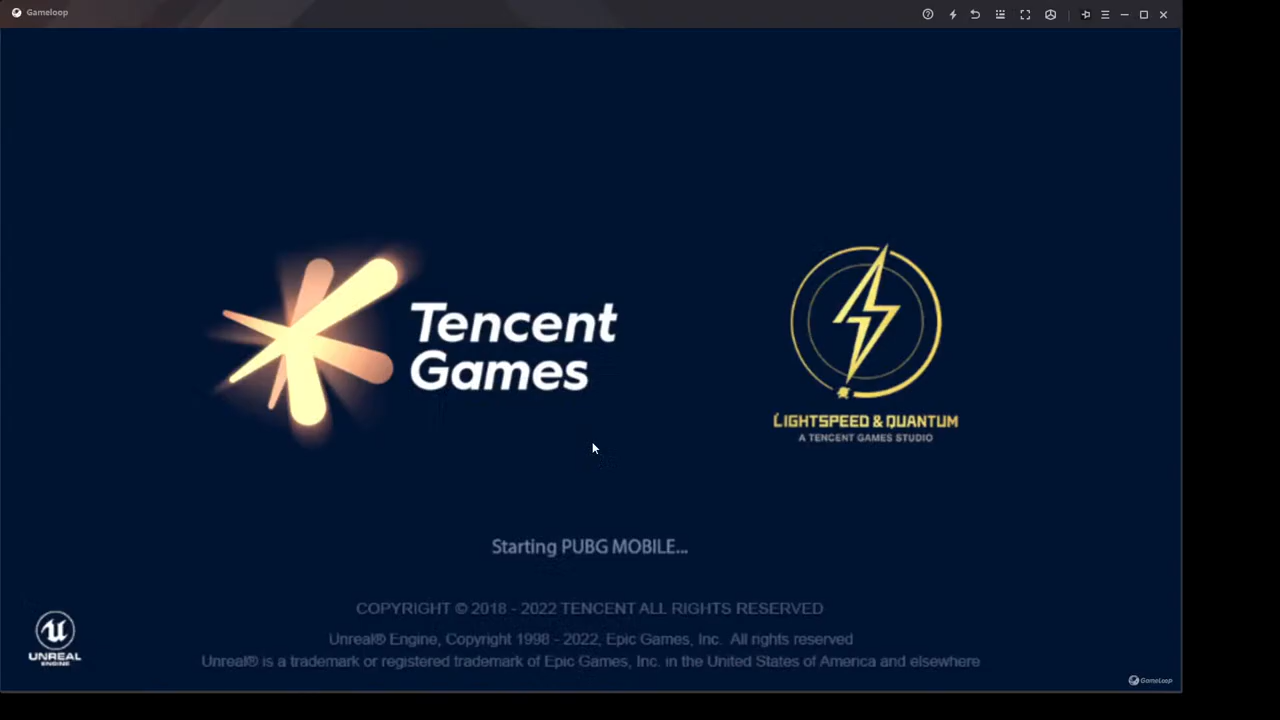 Gameloop
Tencent
Games
LIGHTSPEED & QUANTUM
A TENCENT GAMES STUDIO
Starting PUBG MOBILE...
COPYRIGHT © 2018 - 2022 TENCENT ALL RIGHTS RESERVED
Unreal® Engine, Copyright 1998 - 2022, Epic Games, Inc. All rights reserved
Unreal® is a trademark or registered trademark of Epic Games, Inc. in the United States of America and elsewhere
UNREAL
ENGINE
GameLoop